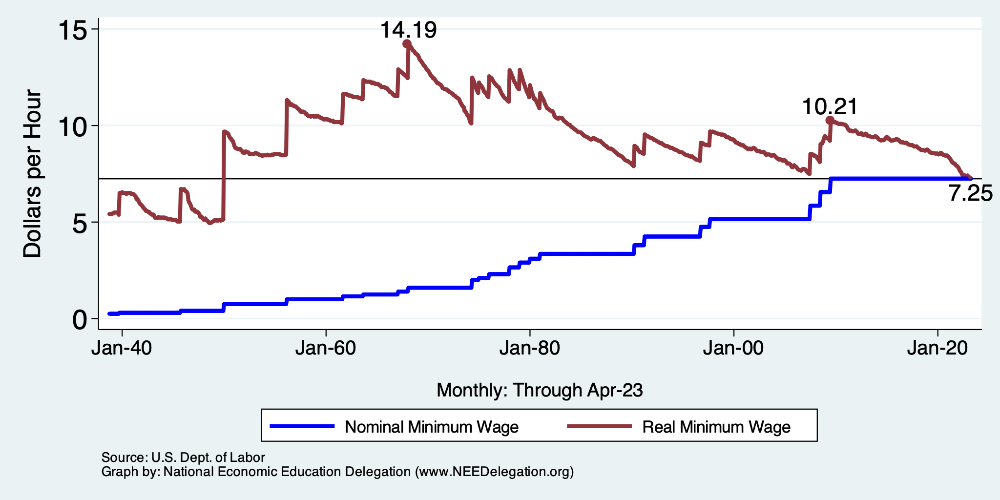 14.19
10.21
7.25
15
10
5
0
Dollars per Hour
Jan-40 Jan-60 Jan-80 Jan-00 Jan-20
Monthly: Through Apr-23
Nominal Minimum Wage Real Minimum Wage
Source: U.S. Dept. of Labor
Graph by: National Economic Education Delegation (www.NEEDelegation.org)